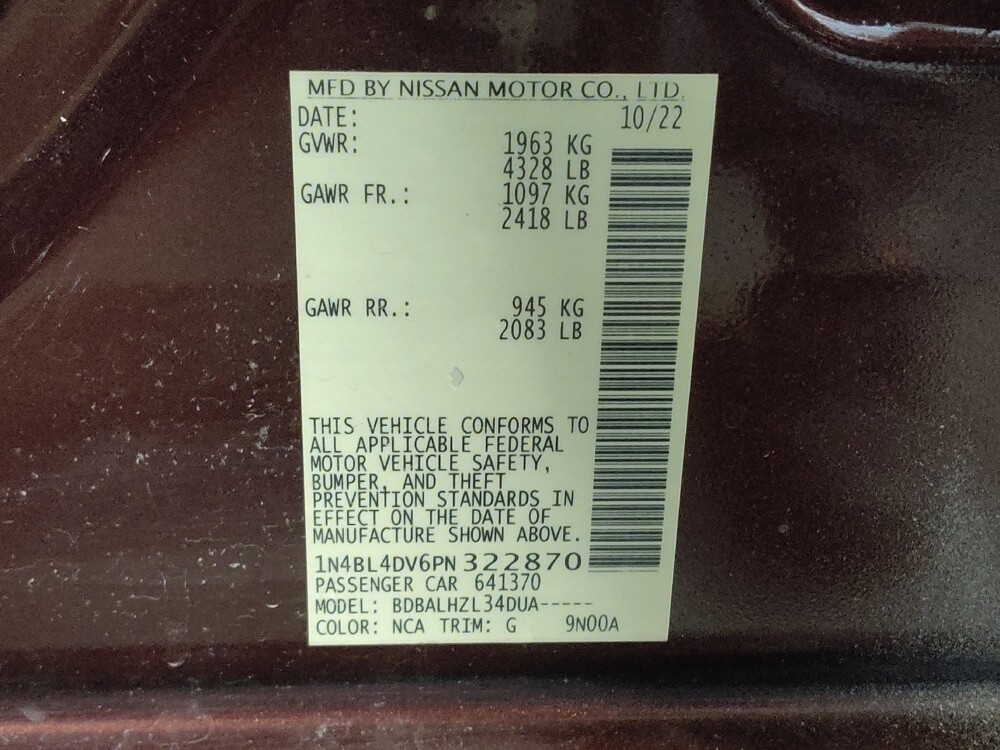 MFD BY NISSAN MOTOR CO., LTD.
DATE: 10/22
GVWR: 1963 KG
4328 LB
GAWR FR.: 1097 KG
2418 LB
GAWR RR.: 945 KG
2083 LB
THIS VEHICLE CONFORMS TO
ALL APPLICABLE FEDERAL
MOTOR VEHICLE SAFETY,
BUMPER, AND THEFT
PREVENTION STANDARDS IN
EFFECT ON THE DATE OF
MANUFACTURE SHOWN ABOVE.
1N4BL4DV6PN322870
PASSENGER CAR 641370
MODEL: BDBALHZL34DUA-----
COLOR: NCA TRIM: G 9N00A